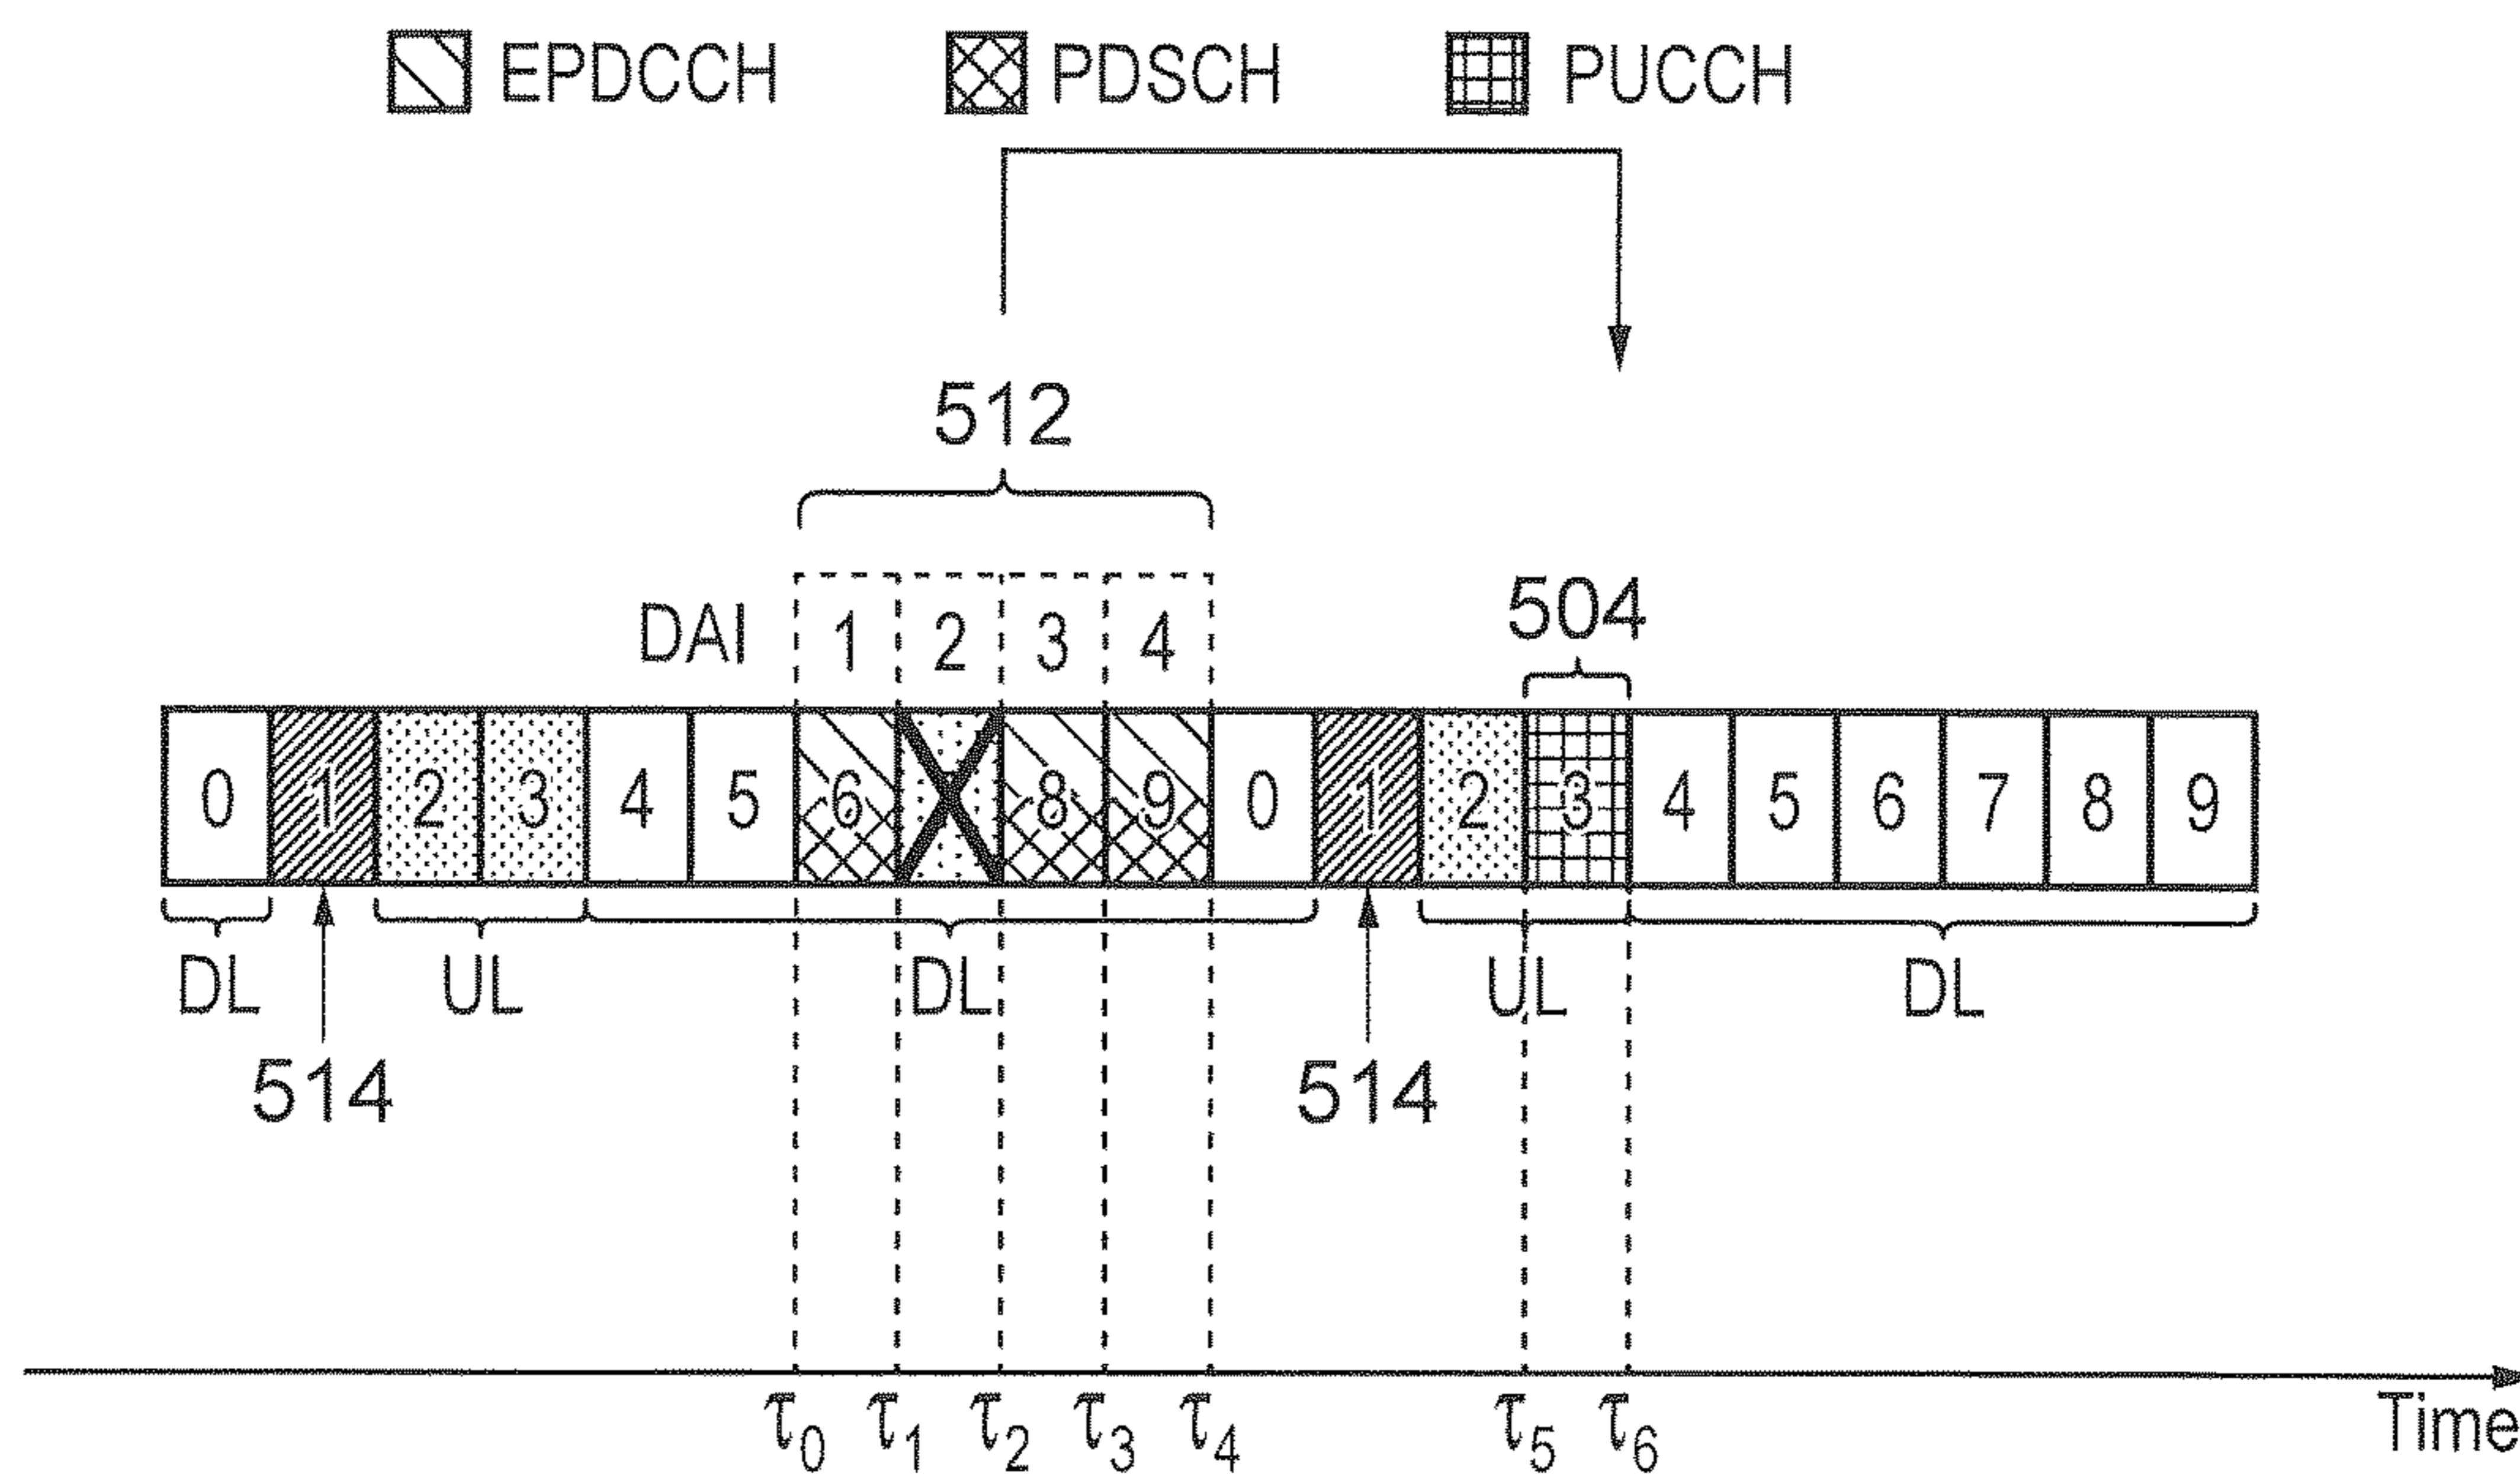 EPDCCH PDSCH PUCCH
512
504
DAI 1 2 3 4
0 1 2 3 4 5 6 8 9 0 1 2 3 4 5 6 7 8 9
DL UL DL UL DL
514 514
τ0 τ1 τ2 τ3 τ4 τ5 τ6 Time